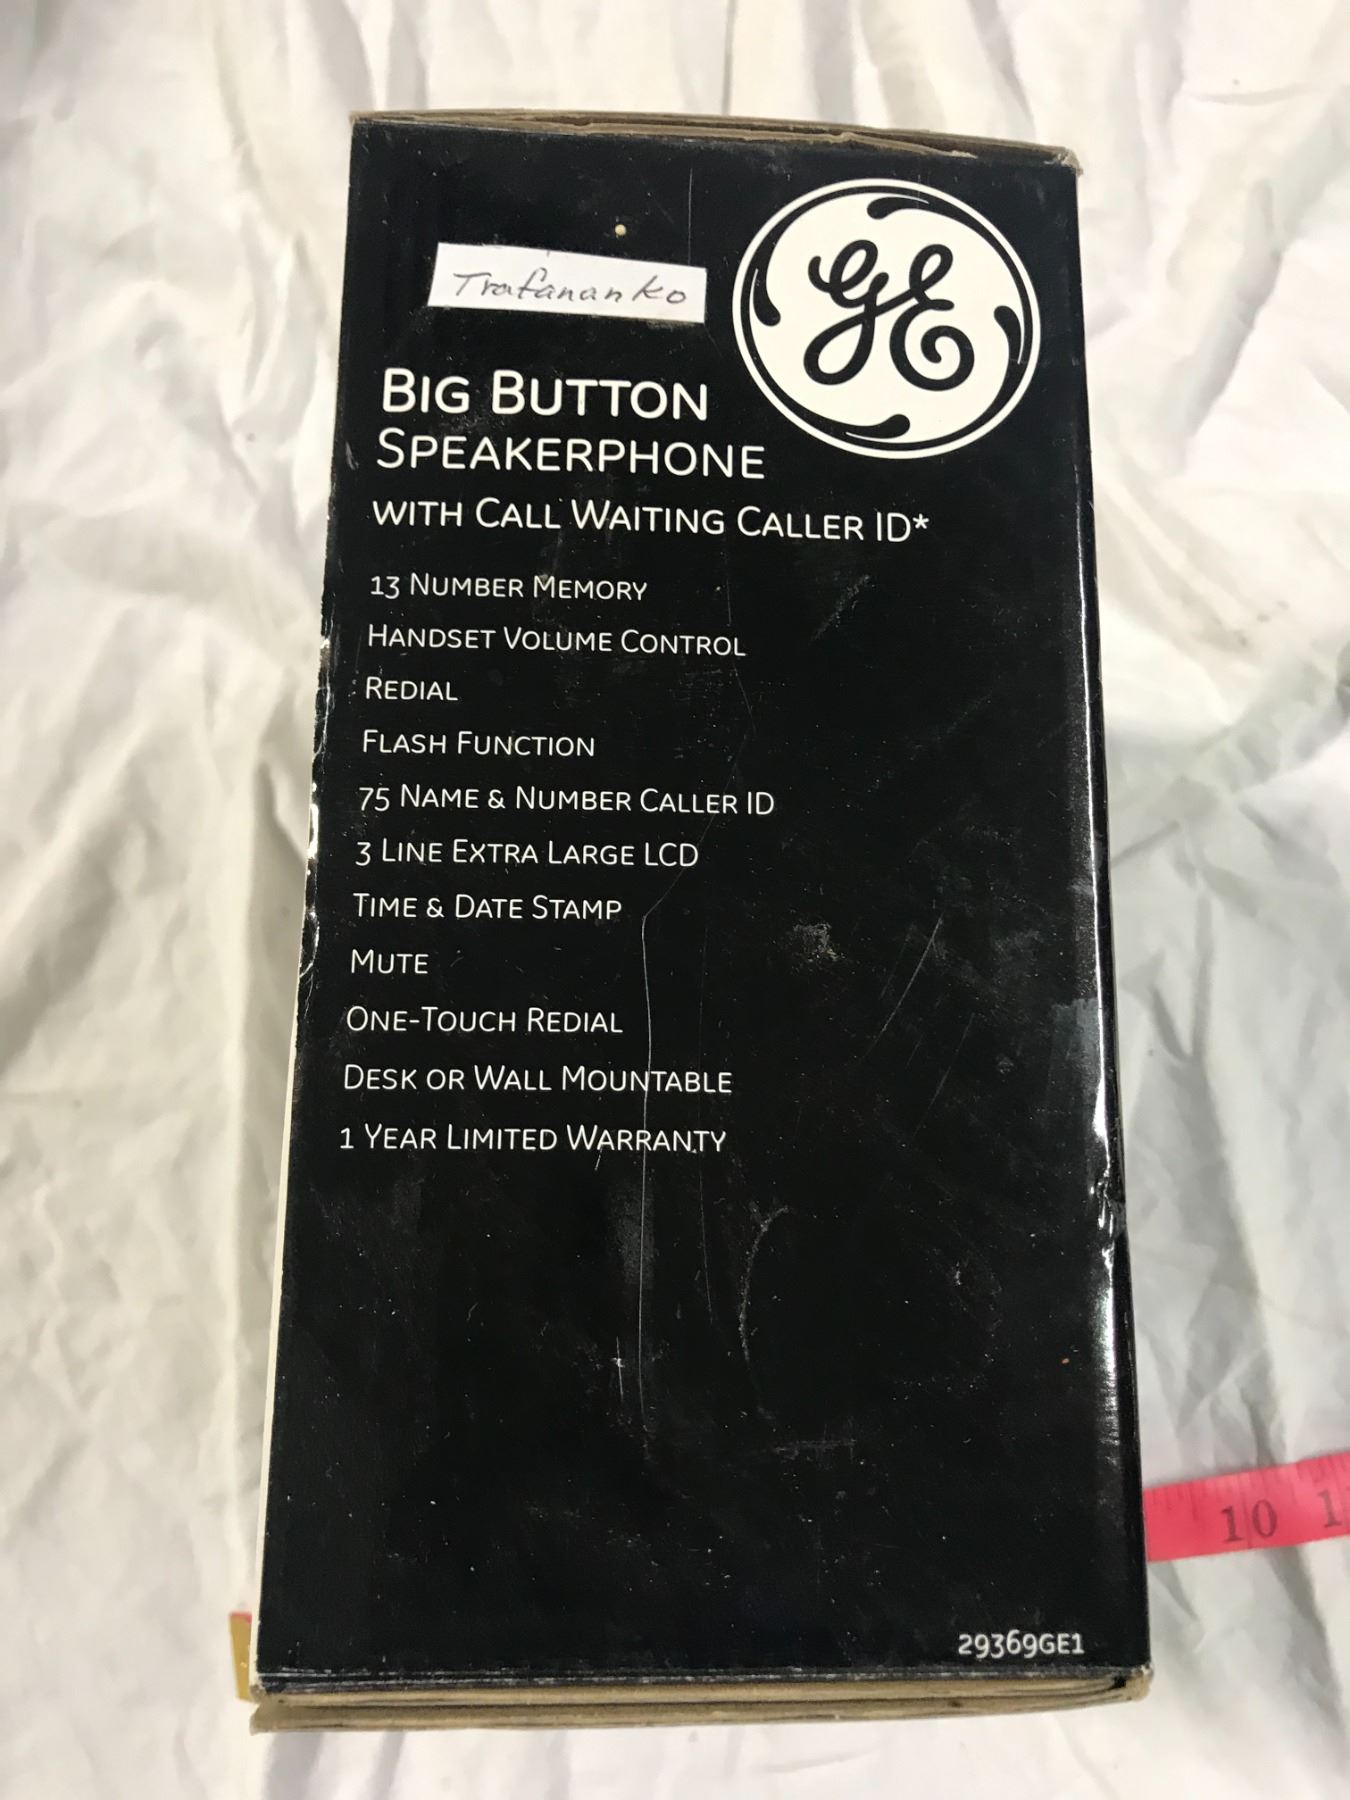 Trafananko
GE
BIG BUTTON
SPEAKERPHONE
WITH CALL WAITING CALLER ID*
13 NUMBER MEMORY
HANDSET VOLUME CONTROL
REDIAL
FLASH FUNCTION
75 NAME & NUMBER CALLER ID
3 LINE EXTRA LARGE LCD
TIME & DATE STAMP
MUTE
ONE-TOUCH REDIAL
DESK OR WALL MOUNTABLE
1 YEAR LIMITED WARRANTY
10 1
29369GE1